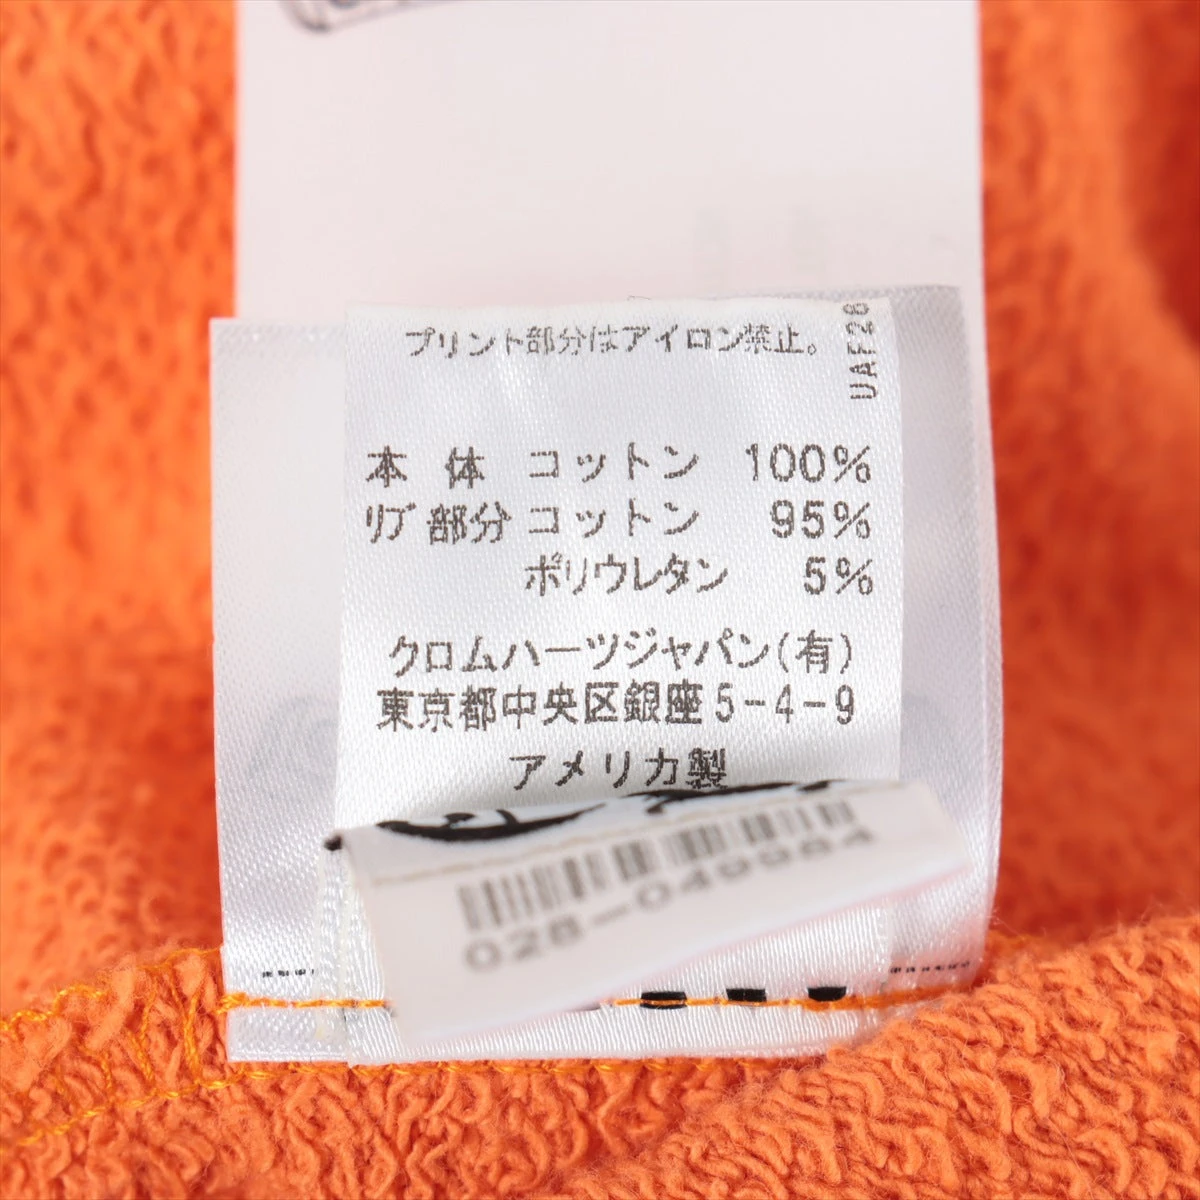 プリント部分はアイロン禁止。
UAF28
本 体 コットン 100%
リブ部分 コットン 95%
ポリウレタン 5%
クロムハーツジャパン(有)
東京都中央区銀座5-4-9
アメリカ製
028-049984